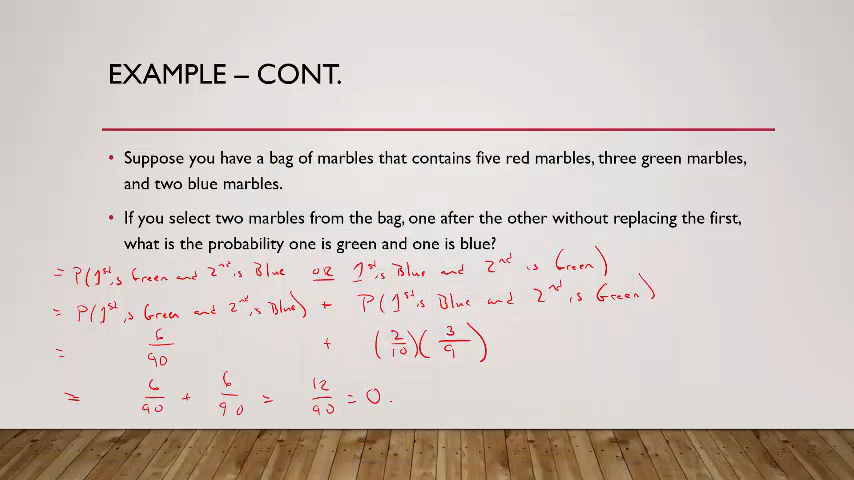 EXAMPLE – CONT.
• Suppose you have a bag of marbles that contains five red marbles, three green marbles,
and two blue marbles.
• If you select two marbles from the bag, one after the other without replacing the first,
what is the probability one is green and one is blue?
= P(1st is Green and 2nd is Blue OR 1st is Blue and 2nd is Green)
= P(1st is Green and 2nd is Blue) + P(1st is Blue and 2nd is Green)
= 6/90 + (2/10)(3/9)
= 6/90 + 6/90 = 12/90 = 0.